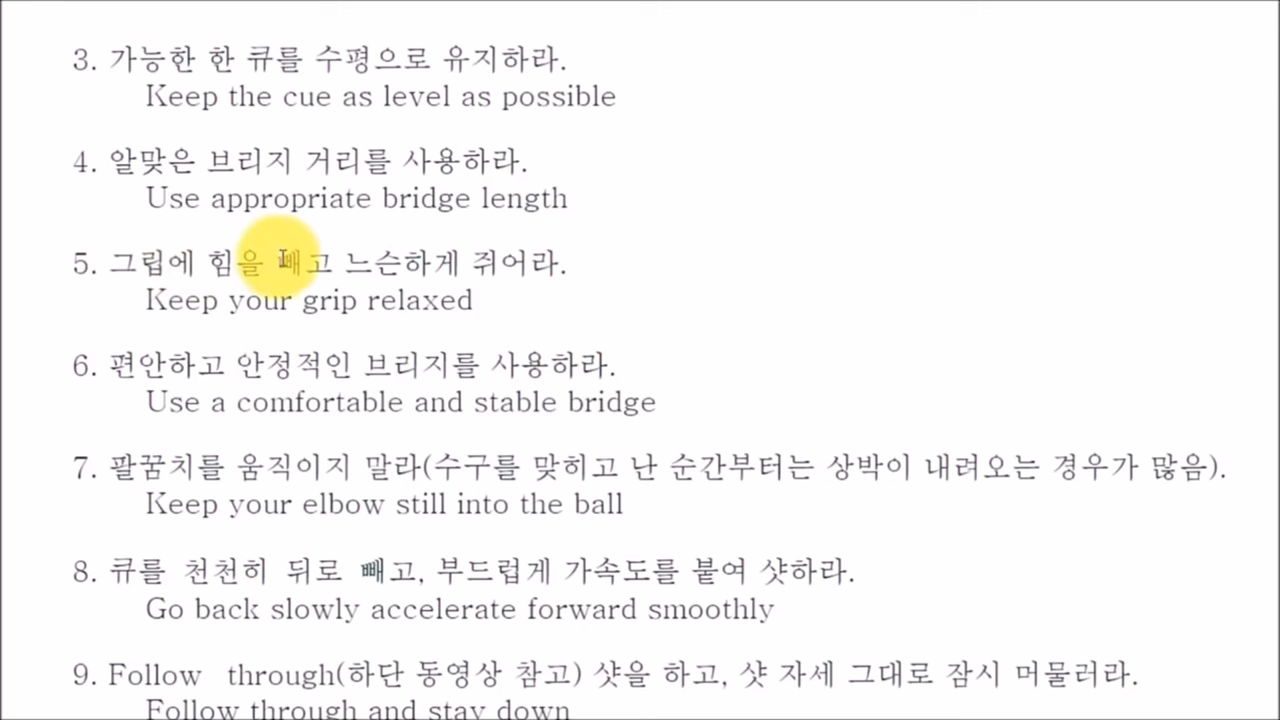 3. 가능한 한 큐를 수평으로 유지하라.
Keep the cue as level as possible
4. 알맞은 브리지 거리를 사용하라.
Use appropriate bridge length
5. 그립에 힘을 빼고 느슨하게 쥐어라.
Keep your grip relaxed
6. 편안하고 안정적인 브리지를 사용하라.
Use a comfortable and stable bridge
7. 팔꿈치를 움직이지 말라(수구를 맞히고 난 순간부터는 상박이 내려오는 경우가 많음).
Keep your elbow still into the ball
8. 큐를 천천히 뒤로 빼고, 부드럽게 가속도를 붙여 샷하라.
Go back slowly accelerate forward smoothly
9. Follow through(하단 동영상 참고) 샷을 하고, 샷 자세 그대로 잠시 머물러라.
Follow through and stay down